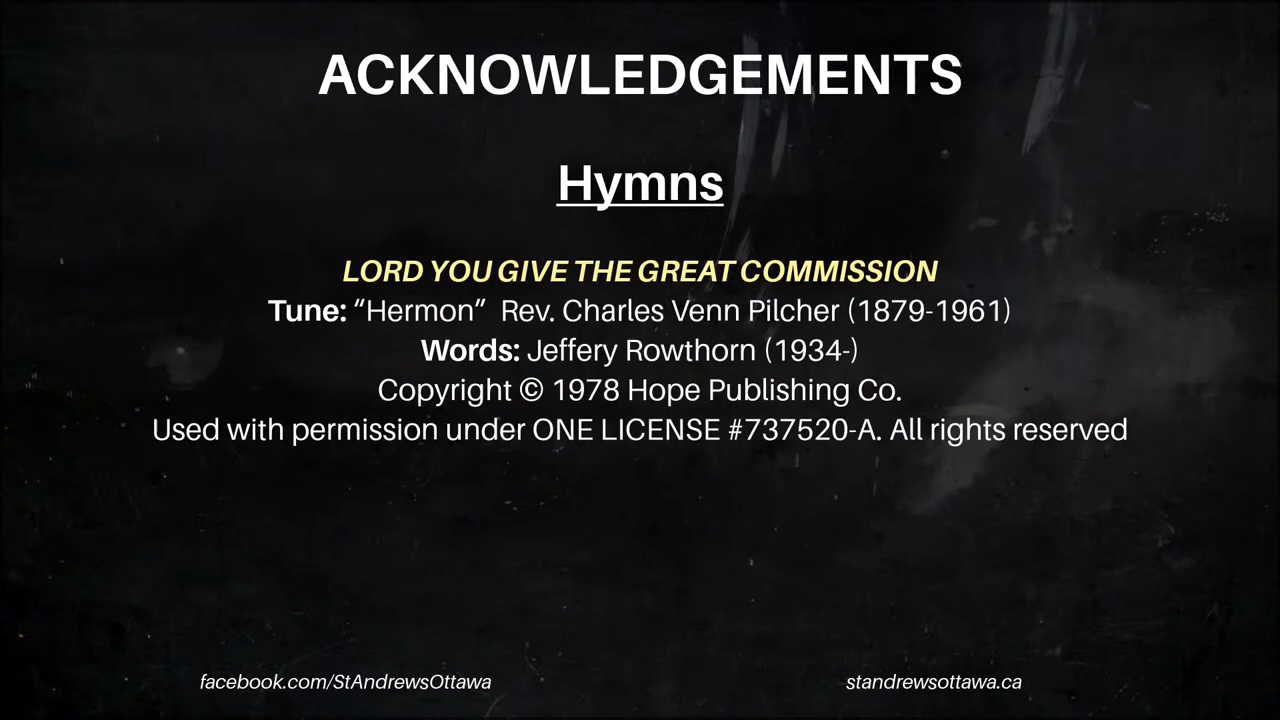 ACKNOWLEDGEMENTS
Hymns
LORD YOU GIVE THE GREAT COMMISSION
Tune: “Hermon”  Rev. Charles Venn Pilcher (1879-1961)
Words: Jeffery Rowthorn (1934-)
Copyright © 1978 Hope Publishing Co.
Used with permission under ONE LICENSE #737520-A. All rights reserved
facebook.com/StAndrewsOttawa
standrewsottawa.ca